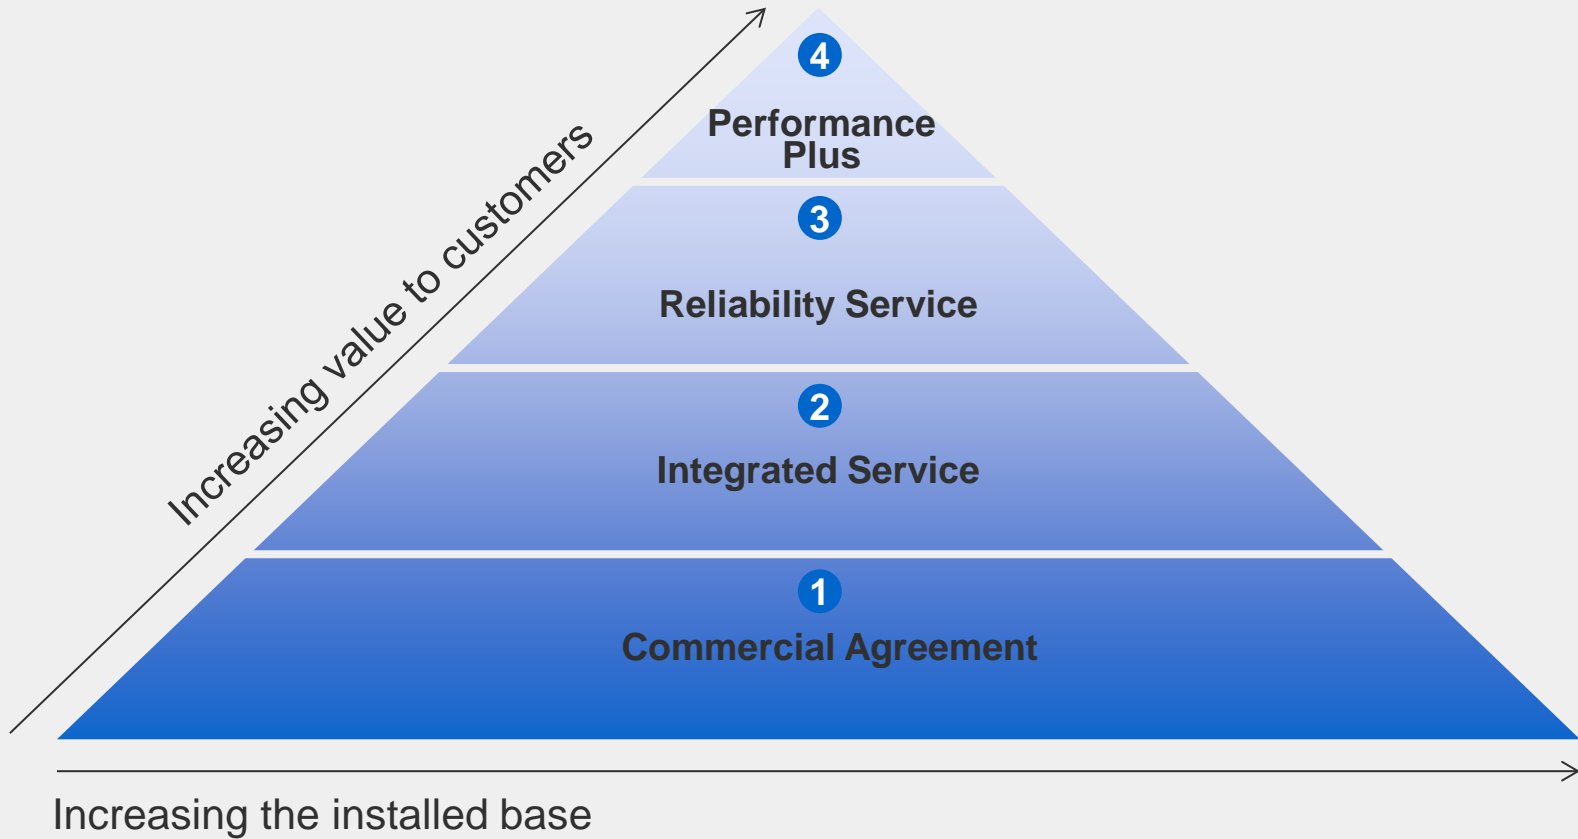 4
Performance
Plus
3
Reliability Service
2
Integrated Service
1
Commercial Agreement
Increasing value to customers
Increasing the installed base